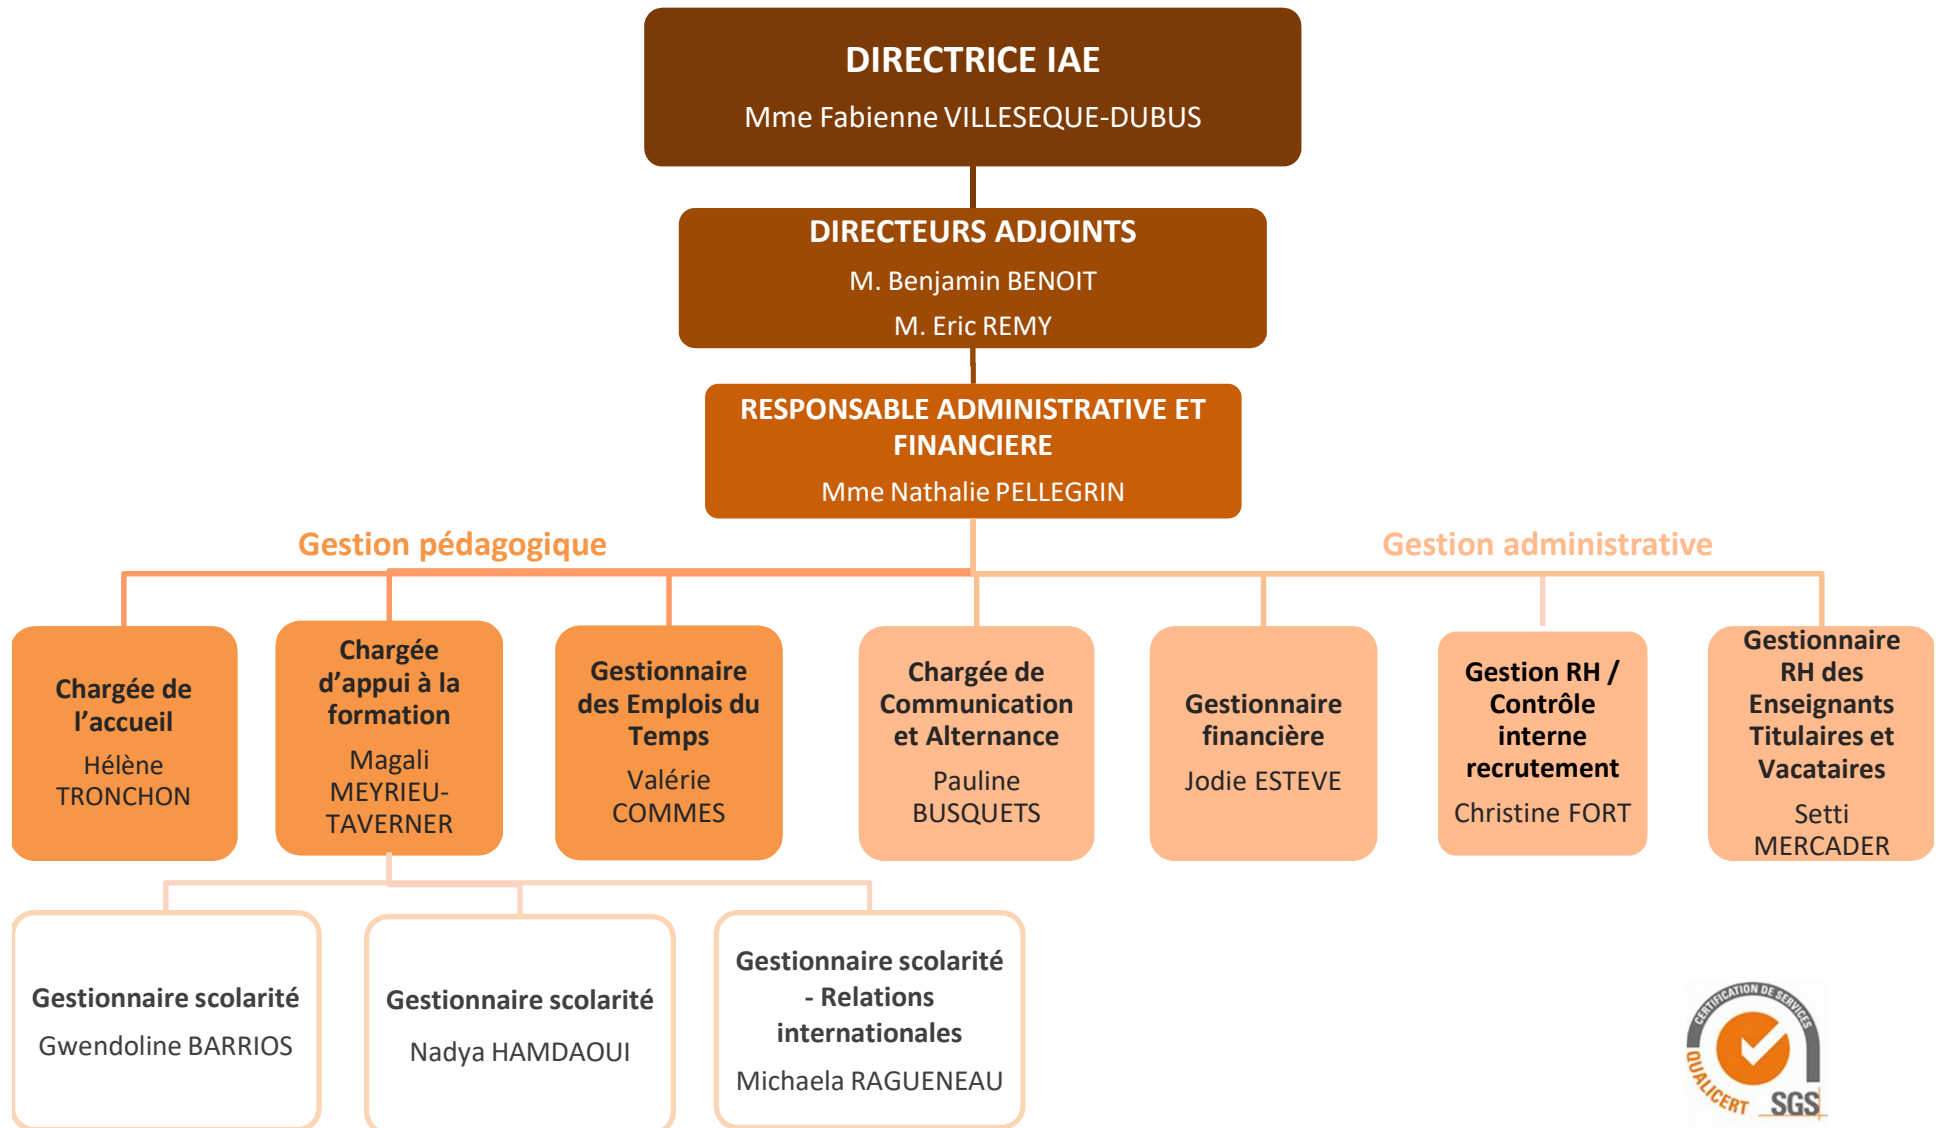 DIRECTRICE IAE
Mme Fabienne VILLESEQUE-DUBUS
DIRECTEURS ADJOINTS
M. Benjamin BENOIT
M. Eric REMY
RESPONSABLE ADMINISTRATIVE ET
FINANCIERE
Mme Nathalie PELLEGRIN
Gestion pédagogique
Gestion administrative
Chargée de
l’accueil
Hélène
TRONCHON
Chargée
d’appui à la
formation
Magali
MEYRIEU-
TAVERNER
Gestionnaire
des Emplois du
Temps
Valérie
COMMES
Chargée de
Communication
et Alternance
Pauline
BUSQUETS
Gestionnaire
financière
Jodie ESTEVE
Gestion RH /
Contrôle
interne
recrutement
Christine FORT
Gestionnaire
RH des
Enseignants
Titulaires et
Vacataires
Setti
MERCADER
Gestionnaire scolarité
Gwendoline BARRIOS
Gestionnaire scolarité
Nadya HAMDAOUI
Gestionnaire scolarité
- Relations
internationales
Michaela RAGUENEAU
CERTIFICATION DE SERVICES
QUALICERT
SGS